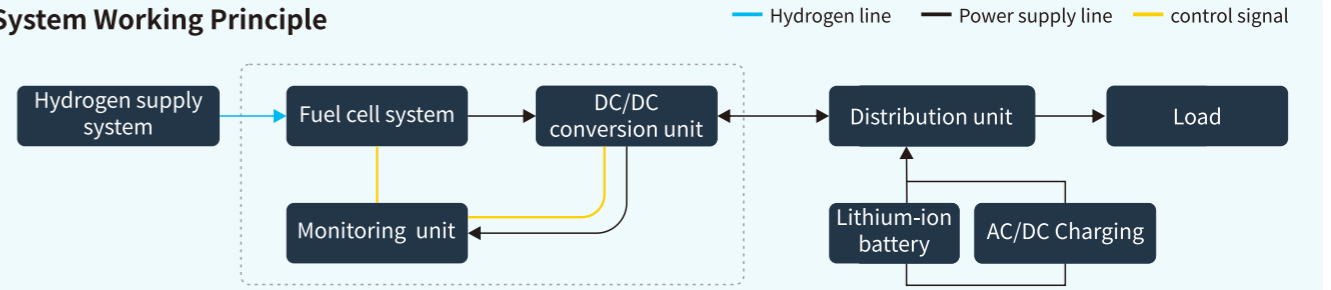 System Working Principle
Hydrogen line
Power supply line
control signal
Hydrogen supply
system
Fuel cell system
DC/DC
conversion unit
Distribution unit
Load
Monitoring unit
Lithium-ion
battery
AC/DC Charging